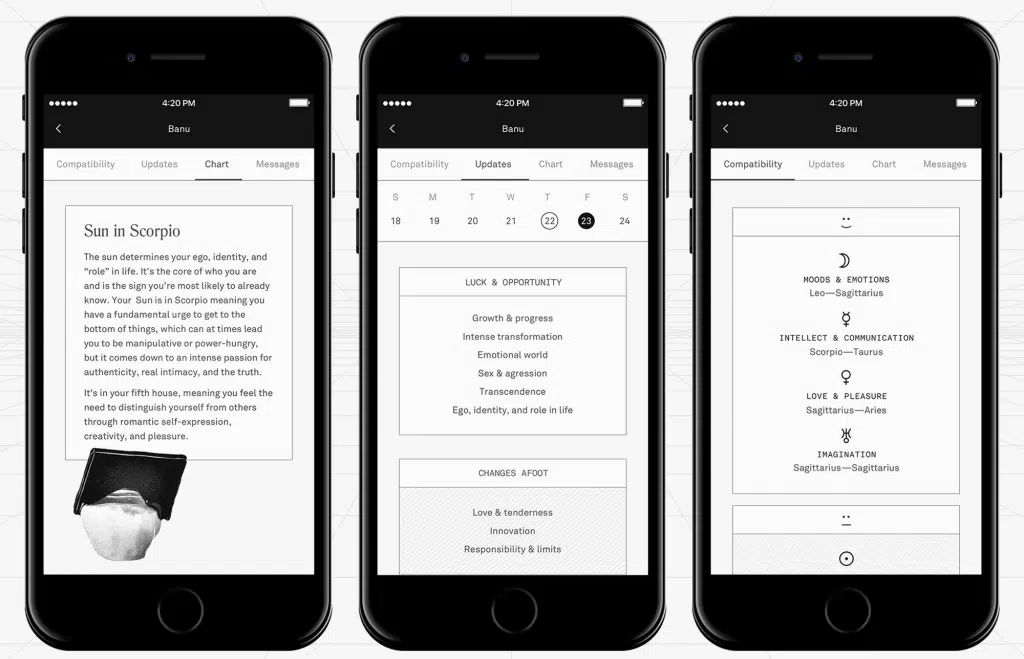 4:20 PM
Banu
Compatibility Updates Chart Messages
Sun in Scorpio
The sun determines your ego, identity, and
“role” in life. It's the core of who you are
and is the sign you're most likely to already
know. Your Sun is in Scorpio meaning you
have a fundamental urge to get to the
bottom of things, which can at times lead
you to be manipulative or power-hungry,
but it comes down to an intense passion for
authenticity, real intimacy, and the truth.
It's in your fifth house, meaning you feel the
need to distinguish yourself from others
through romantic self-expression,
creativity, and pleasure.
4:20 PM
Banu
Compatibility Updates Chart Messages
S M T W T F S
18 19 20 21 22 23 24
LUCK & OPPORTUNITY
Growth & progress
Intense transformation
Emotional world
Sex & agression
Transcendence
Ego, identity, and role in life
CHANGES AFOOT
Love & tenderness
Innovation
Responsibility & limits
4:20 PM
Banu
Compatibility Updates Chart Messages
MOODS & EMOTIONS
Leo—Sagittarius
INTELLECT & COMMUNICATION
Scorpio—Taurus
LOVE & PLEASURE
Sagittarius—Aries
IMAGINATION
Sagittarius—Sagittarius